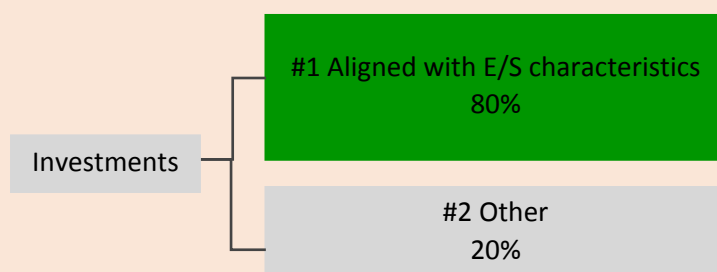 #1 Aligned with E/S characteristics
80%
Investments
#2 Other
20%